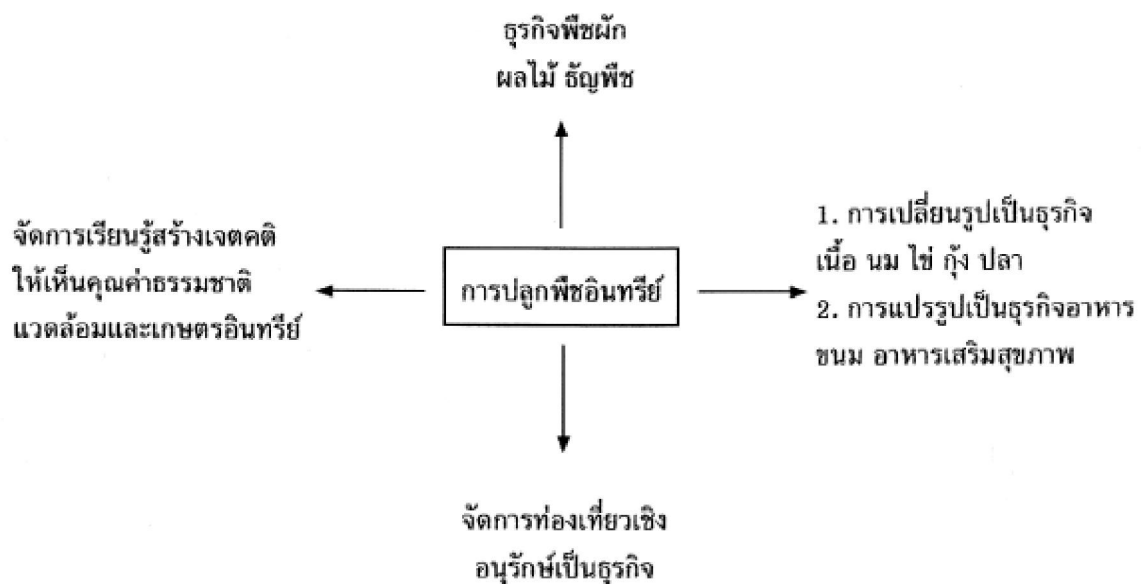 ธุรกิจพืชผัก
ผลไม้ ธัญพืช
จัดการเรียนรู้สร้างเจตคติ
ให้เห็นคุณค่าธรรมชาติ
แวดล้อมและเกษตรอินทรีย์
การปลูกพืชอินทรีย์
1. การเปลี่ยนรูปเป็นธุรกิจ
เนื้อ นม ไข่ กุ้ง ปลา
2. การแปรรูปเป็นธุรกิจอาหาร
ขนม อาหารเสริมสุขภาพ
จัดการท่องเที่ยวเชิง
อนุรักษ์เป็นธุรกิจ